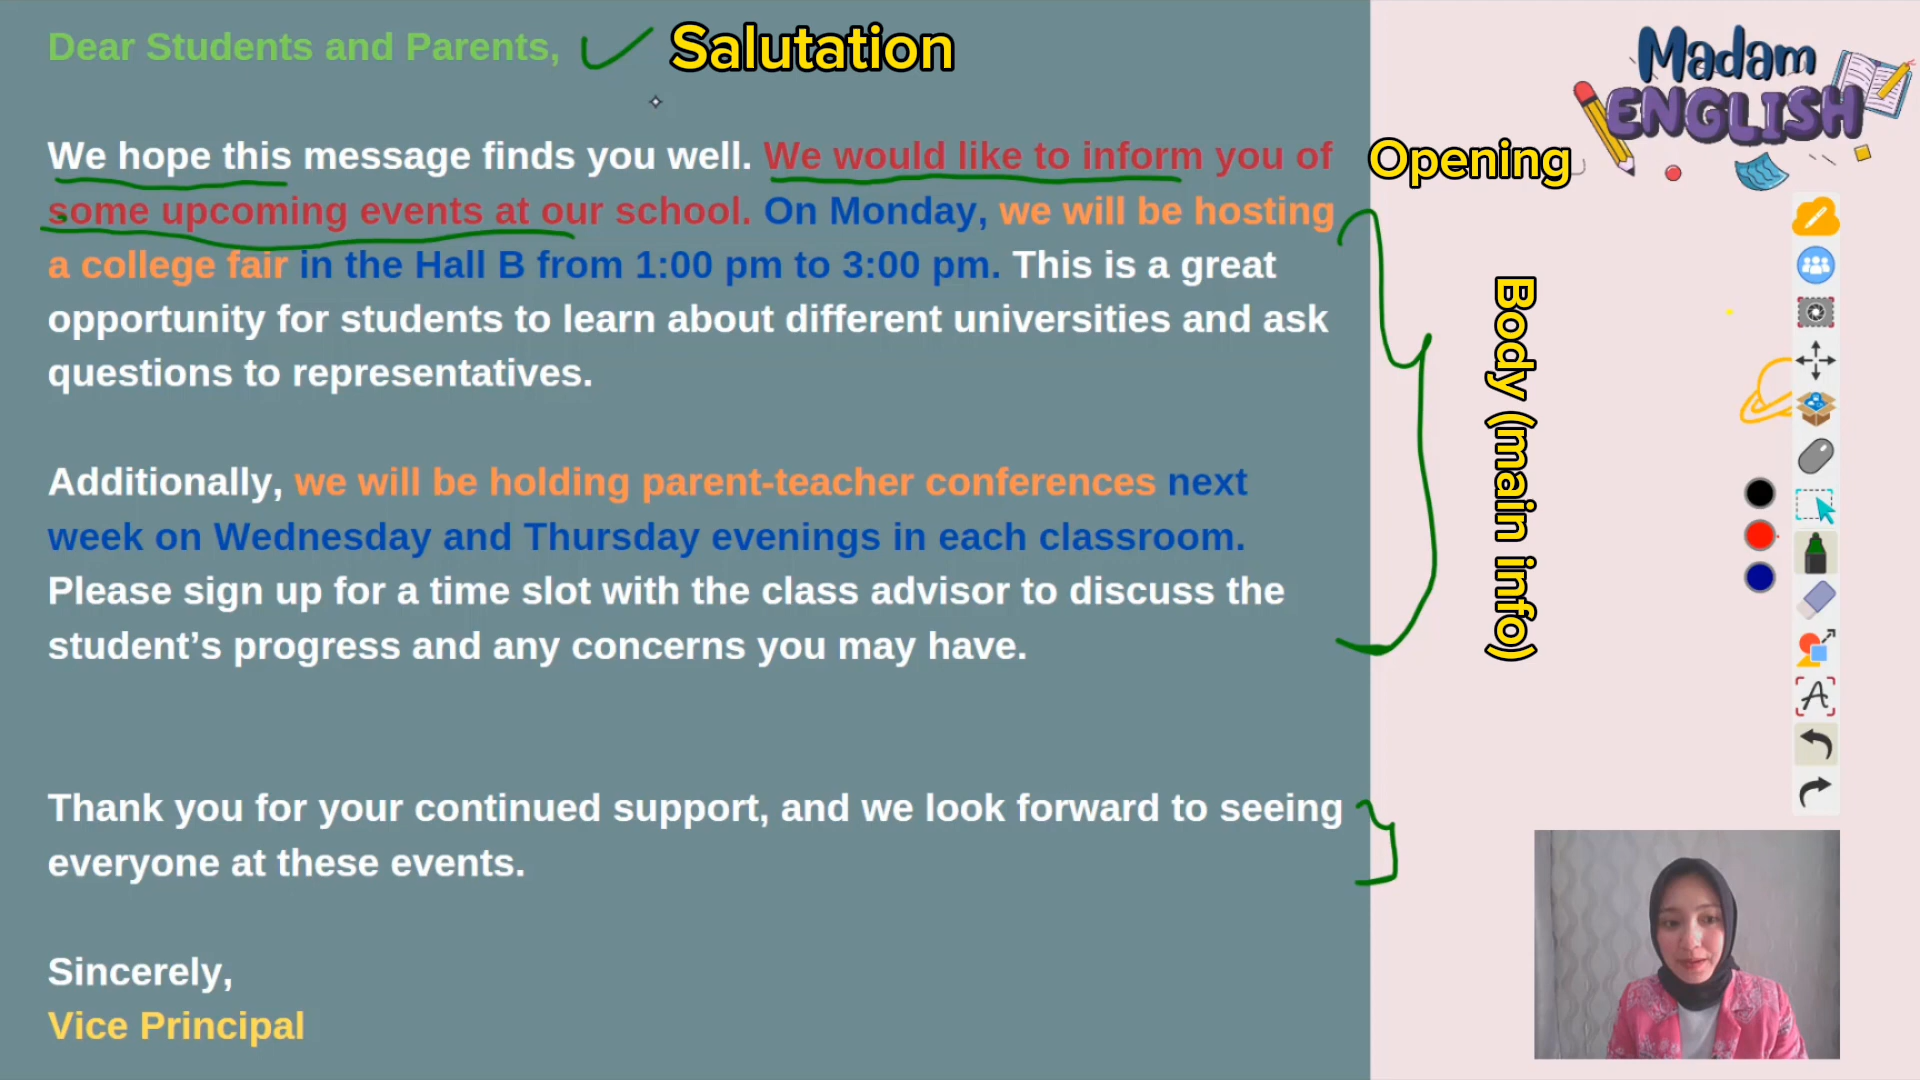 Dear Students and Parents,
Salutation
We hope this message finds you well. We would like to inform you of
some upcoming events at our school. On Monday, we will be hosting
a college fair in the Hall B from 1:00 pm to 3:00 pm. This is a great
opportunity for students to learn about different universities and ask
questions to representatives.
Additionally, we will be holding parent-teacher conferences next
week on Wednesday and Thursday evenings in each classroom.
Please sign up for a time slot with the class advisor to discuss the
student’s progress and any concerns you may have.
Thank you for your continued support, and we look forward to seeing
everyone at these events.
Sincerely,
Vice Principal
Opening
Body (main info)
Madam
ENGLISH
A